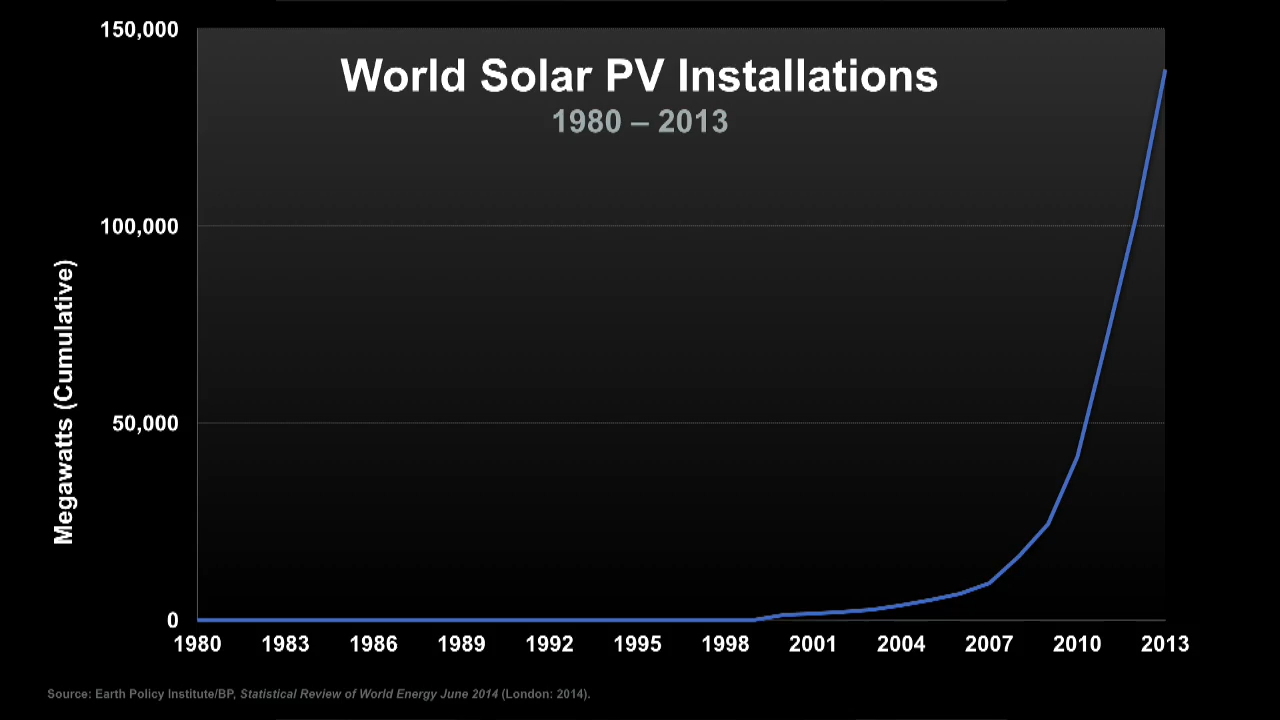 World Solar PV Installations
1980 – 2013
Megawatts (Cumulative)
150,000
100,000
50,000
0
1980 1983 1986 1989 1992 1995 1998 2001 2004 2007 2010 2013
Source: Earth Policy Institute/BP, Statistical Review of World Energy June 2014 (London: 2014).